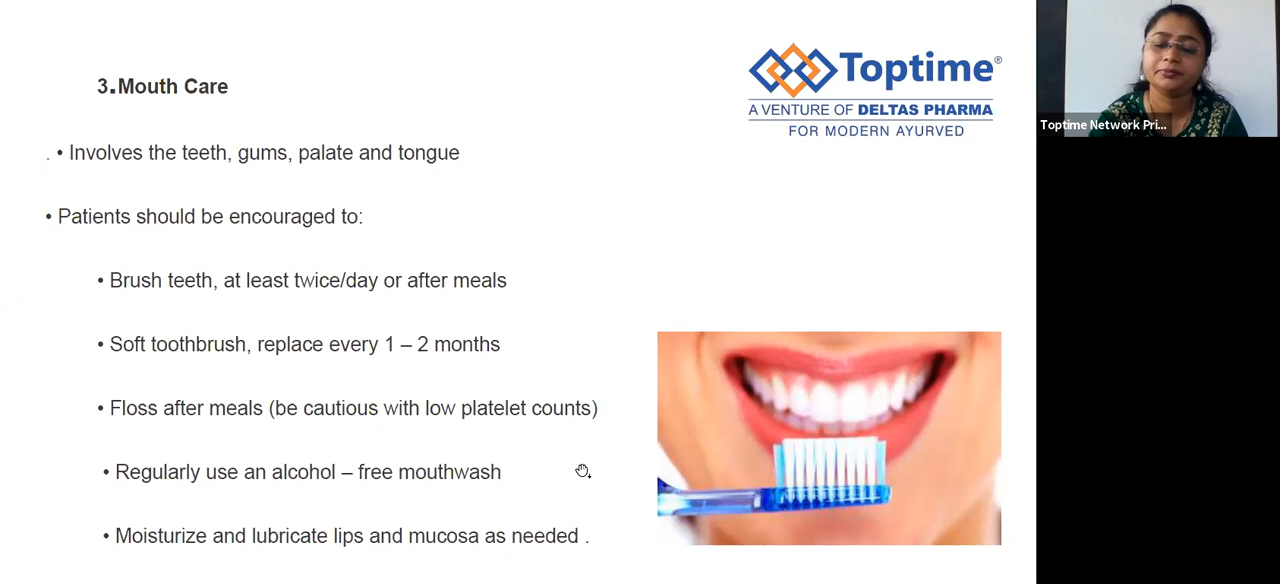 3.Mouth Care
Toptime®
A VENTURE OF DELTAS PHARMA
FOR MODERN AYURVED
. • Involves the teeth, gums, palate and tongue
• Patients should be encouraged to:
• Brush teeth, at least twice/day or after meals
• Soft toothbrush, replace every 1 – 2 months
• Floss after meals (be cautious with low platelet counts)
• Regularly use an alcohol – free mouthwash
• Moisturize and lubricate lips and mucosa as needed .
Toptime Network Pri...